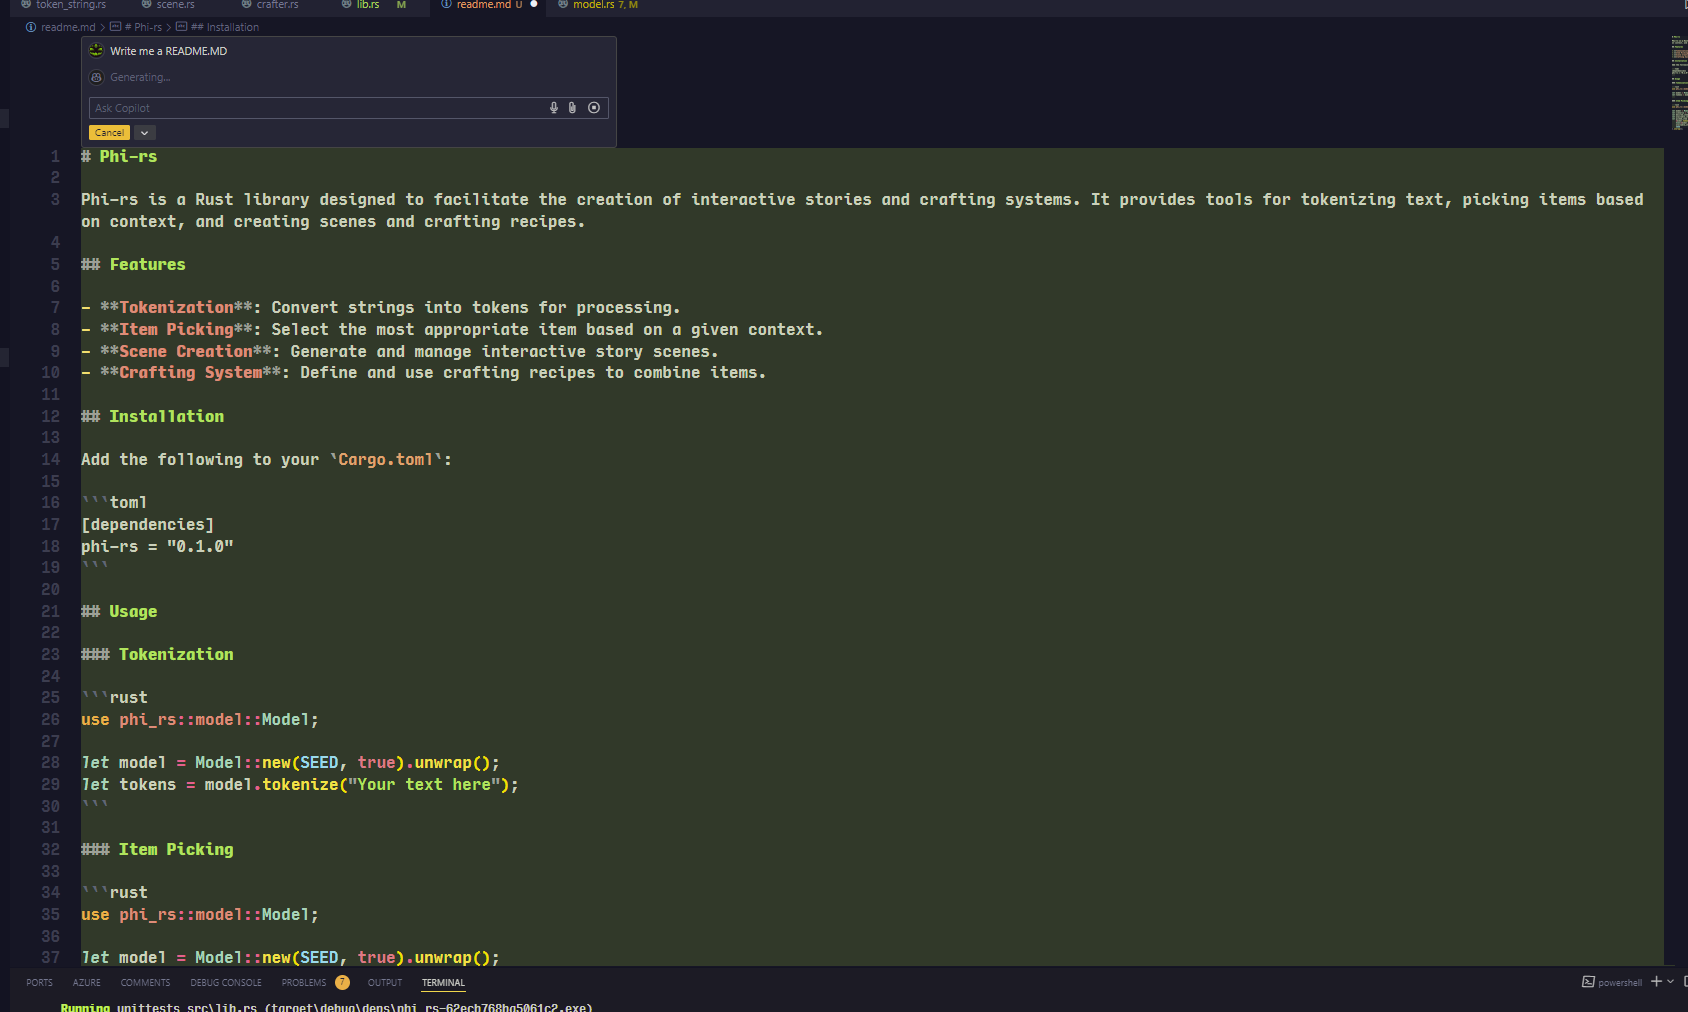 token_string.rs scene.rs crafter.rs lib.rs M readme.md U model.rs 7, M
readme.md > # Phi-rs > ## Installation
Write me a README.MD
Generating...
Ask Copilot
Cancel
1 # Phi-rs
2
3 Phi-rs is a Rust library designed to facilitate the creation of interactive stories and crafting systems. It provides tools for tokenizing text, picking items based
on context, and creating scenes and crafting recipes.
4
5 ## Features
6
7 - **Tokenization**: Convert strings into tokens for processing.
8 - **Item Picking**: Select the most appropriate item based on a given context.
9 - **Scene Creation**: Generate and manage interactive story scenes.
10 - **Crafting System**: Define and use crafting recipes to combine items.
11
12 ## Installation
13
14 Add the following to your `Cargo.toml`:
15
16 ```toml
17 [dependencies]
18 phi-rs = "0.1.0"
19 ```
20
21 ## Usage
22
23 ### Tokenization
24
25 ```rust
26 use phi_rs::model::Model;
27
28 let model = Model::new(SEED, true).unwrap();
29 let tokens = model.tokenize("Your text here");
30 ```
31
32 ### Item Picking
33
34 ```rust
35 use phi_rs::model::Model;
36
37 let model = Model::new(SEED, true).unwrap();
PORTS AZURE COMMENTS DEBUG CONSOLE PROBLEMS 7 OUTPUT TERMINAL powershell
Running unittests src\lib.rs (target\debug\deps\phi_rs-62ech768ba5061c2.exe)